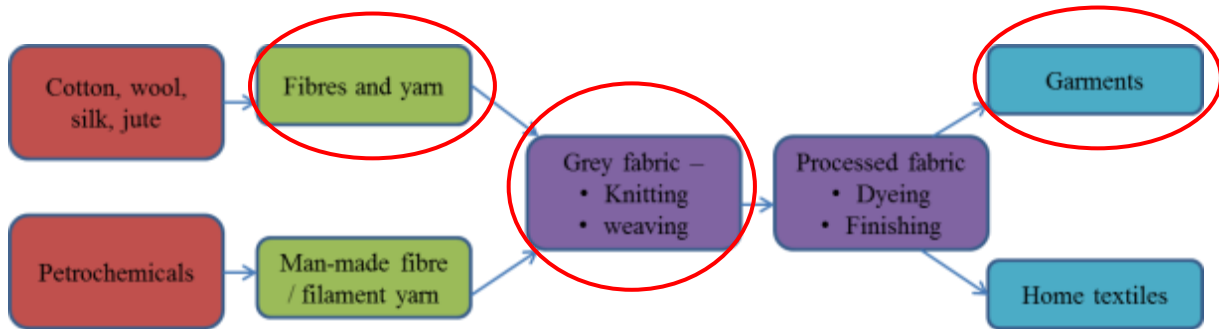 Cotton, wool,
silk, jute
Fibres and yarn
Petrochemicals
Man-made fibre
/ filament yarn
Grey fabric –
• Knitting
• weaving
Processed fabric
• Dyeing
• Finishing
Garments
Home textiles